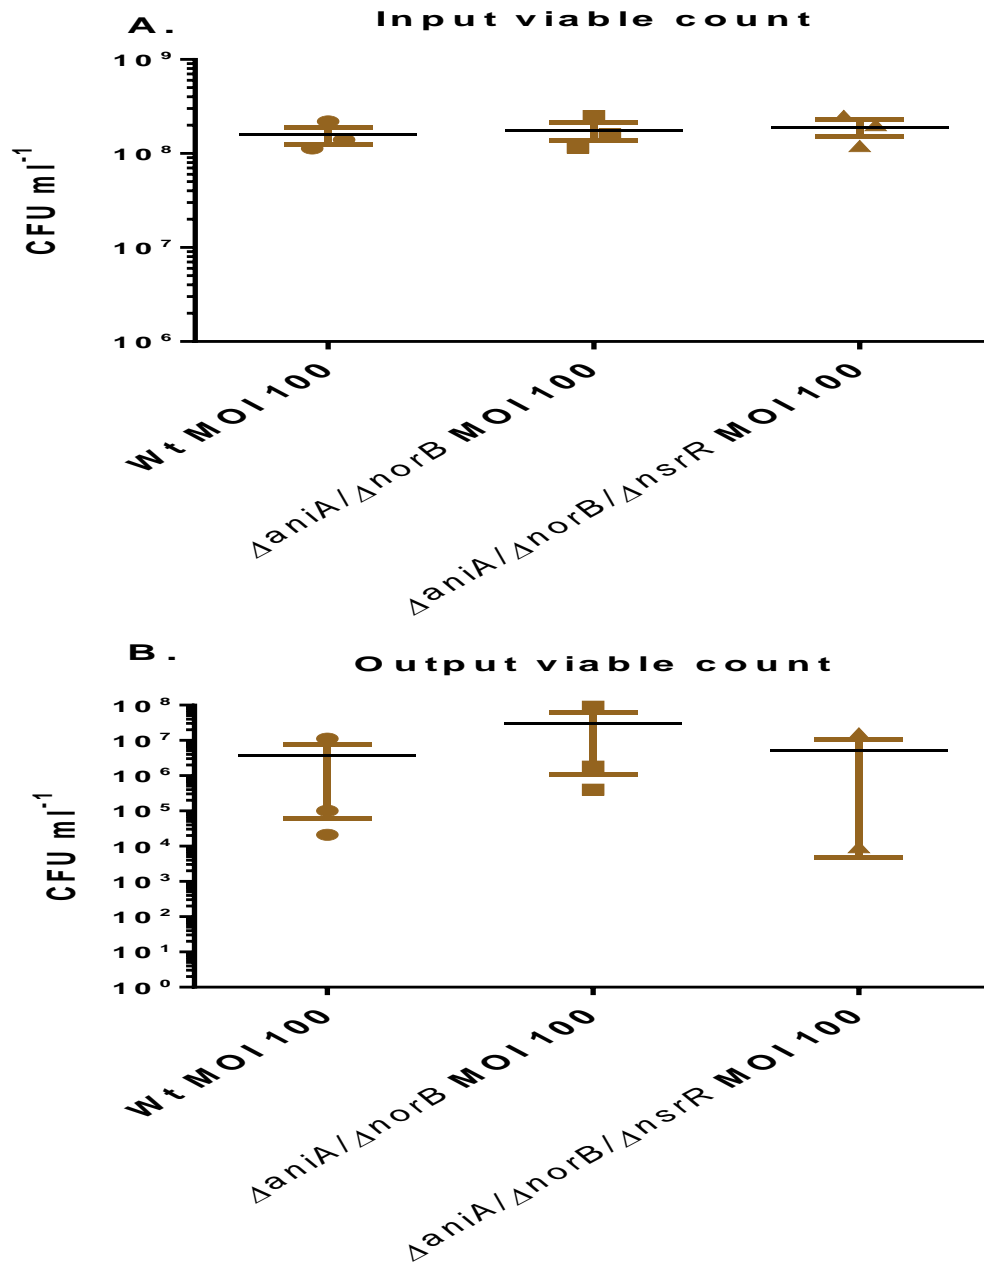 A.
Input viable count
CFU ml⁻¹
10⁹
10⁸
10⁷
10⁶
Wt MOI 100
ΔaniA/ΔnorB MOI 100
ΔaniA/ΔnorB/ΔnsrR MOI 100
B.
Output viable count
CFU ml⁻¹
10⁸
10⁷
10⁶
10⁵
10⁴
10³
10²
10¹
10⁰
Wt MOI 100
ΔaniA/ΔnorB MOI 100
ΔaniA/ΔnorB/ΔnsrR MOI 100